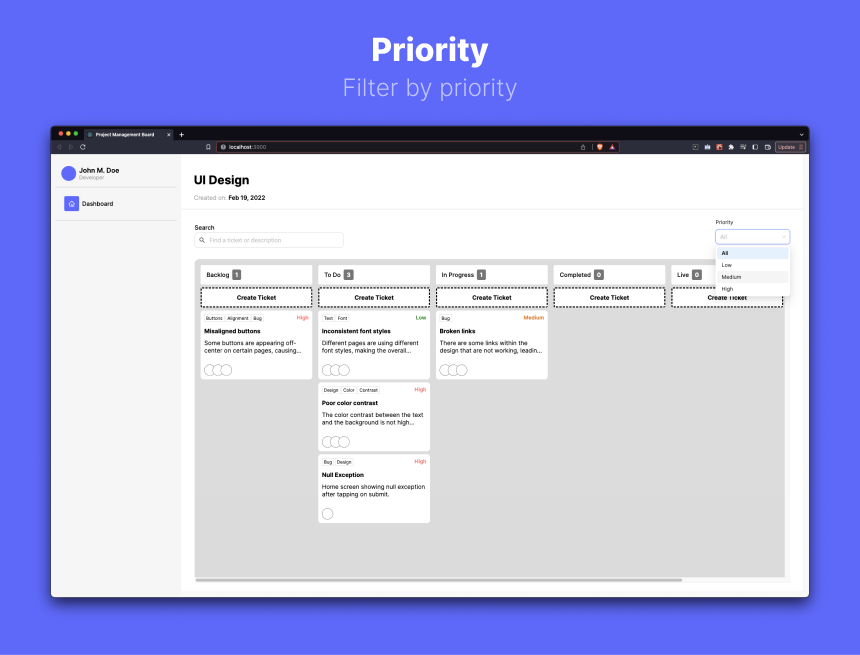 Priority
Filter by priority
Project Management Board
localhost:3000
Update
John M. Doe
Developer
Dashboard
UI Design
Created on: Feb 19, 2022
Search
Find a ticket or description
Priority
All
All
Low
Medium
High
Backlog 1
Create Ticket
Buttons Alignment Bug High
Misaligned buttons
Some buttons are appearing off-
center on certain pages, causing...
To Do 3
Create Ticket
Text Font Low
Inconsistent font styles
Different pages are using different
font styles, making the overall...
Design Color Contrast High
Poor color contrast
The color contrast between the text
and the background is not high...
Bug Design High
Null Exception
Home screen showing null exception
after tapping on submit.
In Progress 1
Create Ticket
Bug Medium
Broken links
There are some links within the
design that are not working, leadin...
Completed 0
Create Ticket
Live 0
Create Ticket